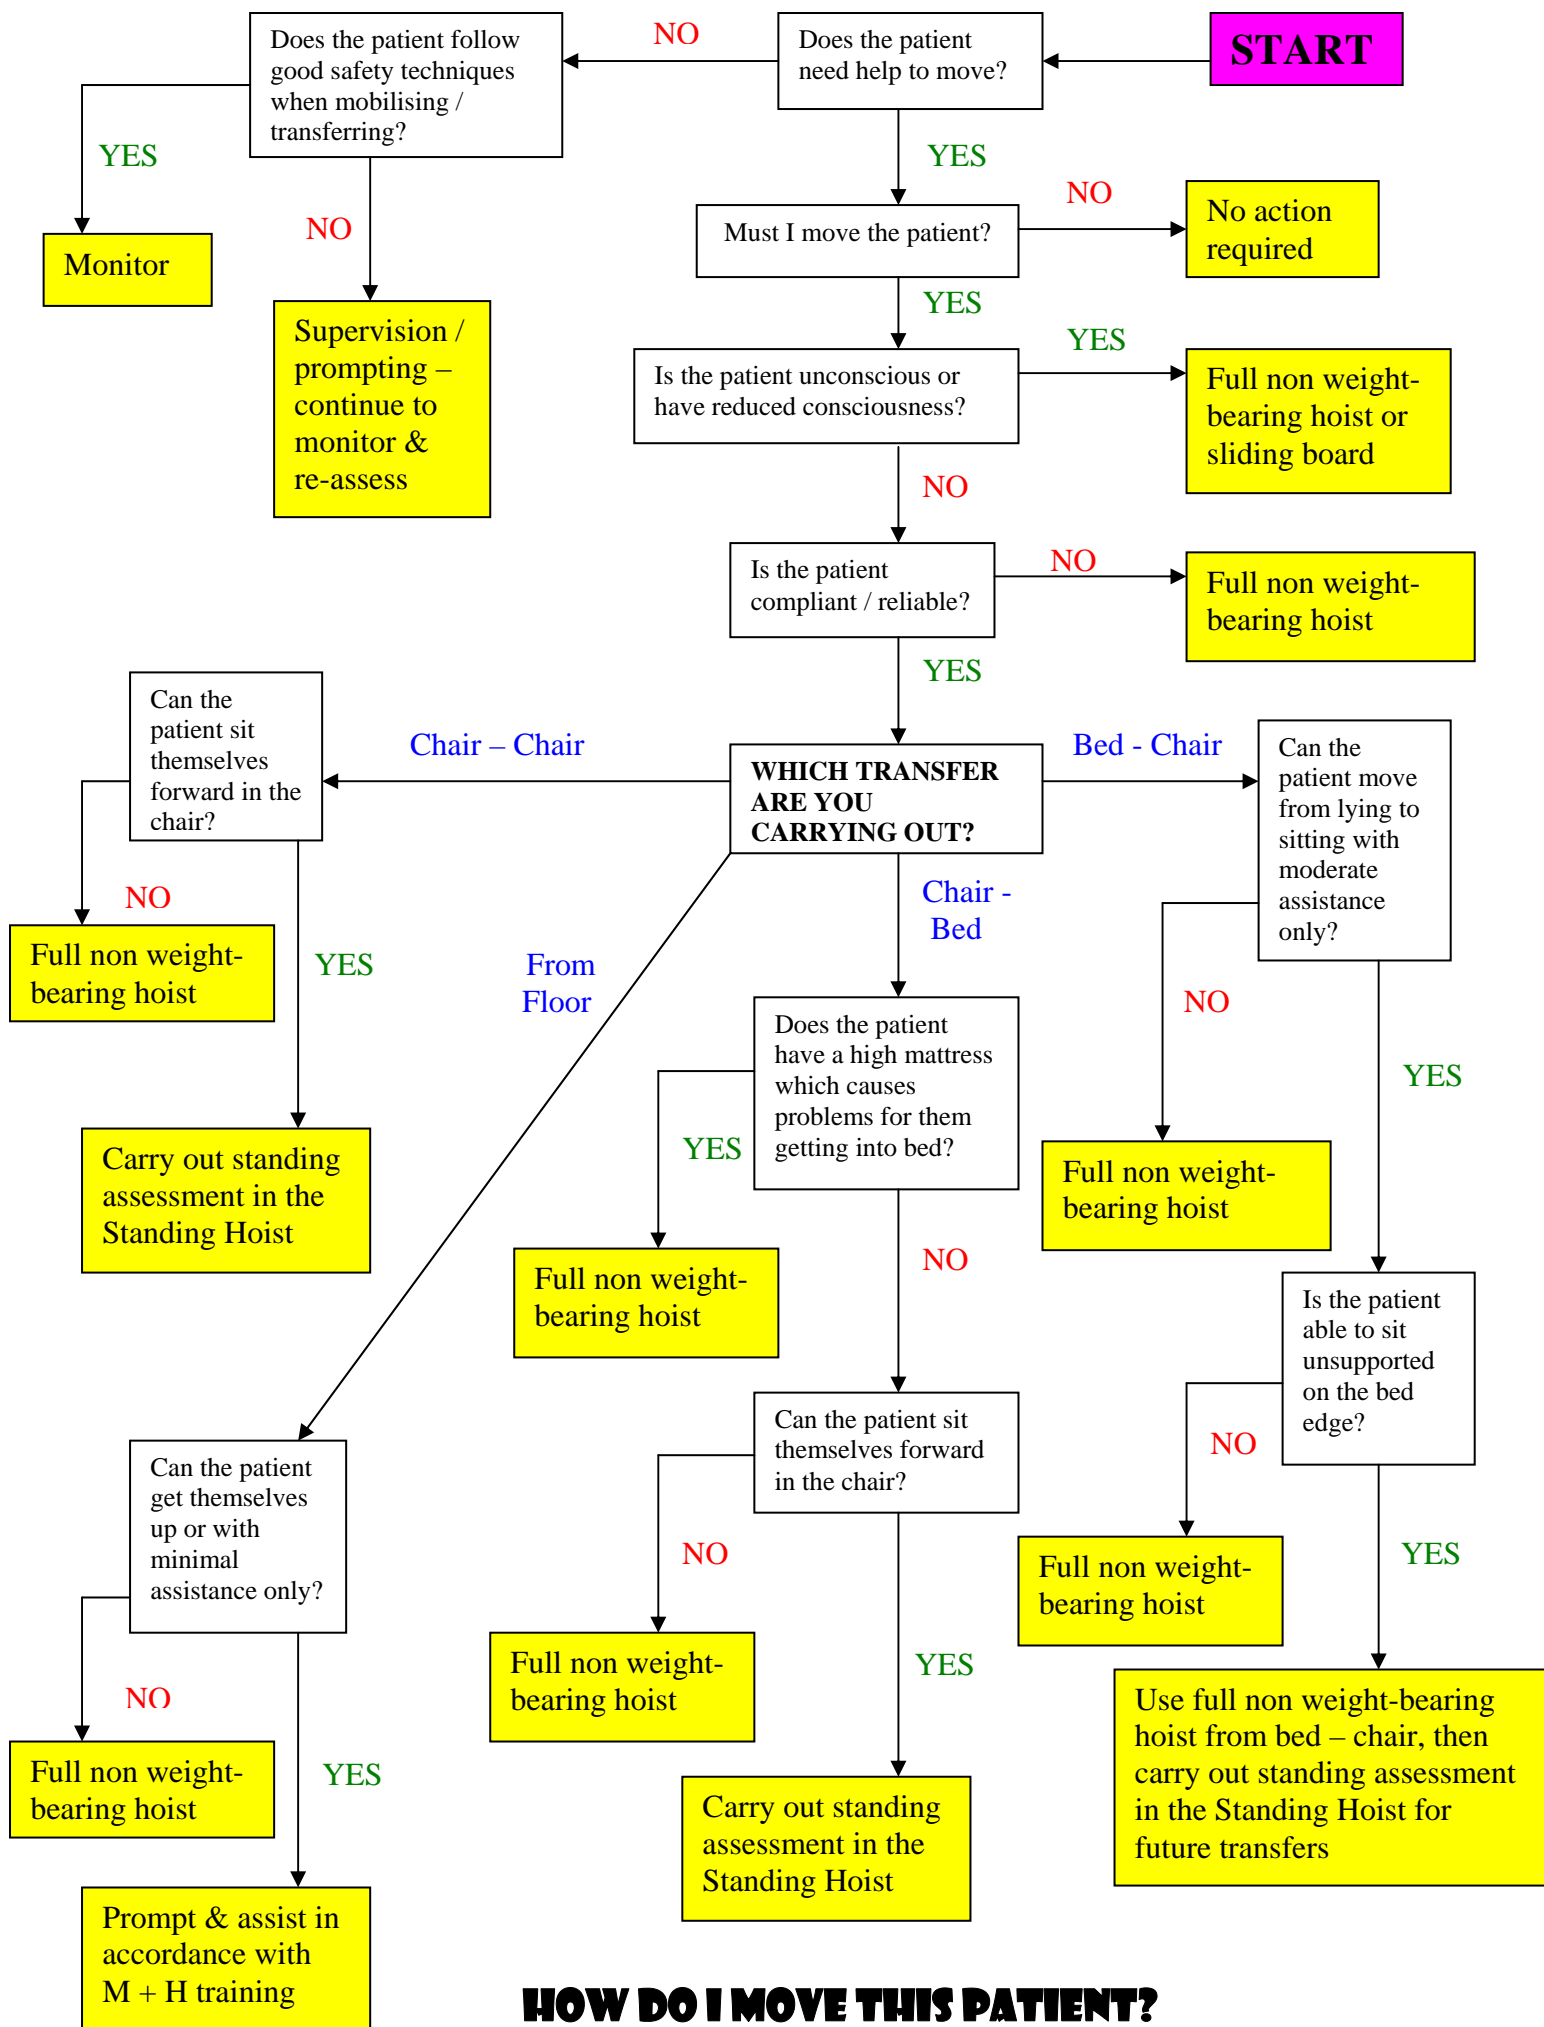 START
Does the patient
need help to move?
NO
Does the patient follow
good safety techniques
when mobilising /
transferring?
YES
Monitor
NO
Supervision /
prompting –
continue to
monitor &
re-assess
YES
Must I move the patient?
NO
No action
required
YES
Is the patient unconscious or
have reduced consciousness?
YES
Full non weight-
bearing hoist or
sliding board
NO
Is the patient
compliant / reliable?
NO
Full non weight-
bearing hoist
YES
WHICH TRANSFER
ARE YOU
CARRYING OUT?
Chair – Chair
Can the
patient sit
themselves
forward in the
chair?
NO
Full non weight-
bearing hoist
YES
Carry out standing
assessment in the
Standing Hoist
From
Floor
Can the patient
get themselves
up or with
minimal
assistance only?
NO
Full non weight-
bearing hoist
YES
Prompt & assist in
accordance with
M + H training
Chair -
Bed
Does the patient
have a high mattress
which causes
problems for them
getting into bed?
YES
Full non weight-
bearing hoist
NO
Can the patient sit
themselves forward
in the chair?
NO
Full non weight-
bearing hoist
YES
Carry out standing
assessment in the
Standing Hoist
Bed - Chair
Can the
patient move
from lying to
sitting with
moderate
assistance
only?
NO
Full non weight-
bearing hoist
YES
Is the patient
able to sit
unsupported
on the bed
edge?
NO
Full non weight-
bearing hoist
YES
Use full non weight-bearing
hoist from bed – chair, then
carry out standing assessment
in the Standing Hoist for
future transfers
HOW DO I MOVE THIS PATIENT?